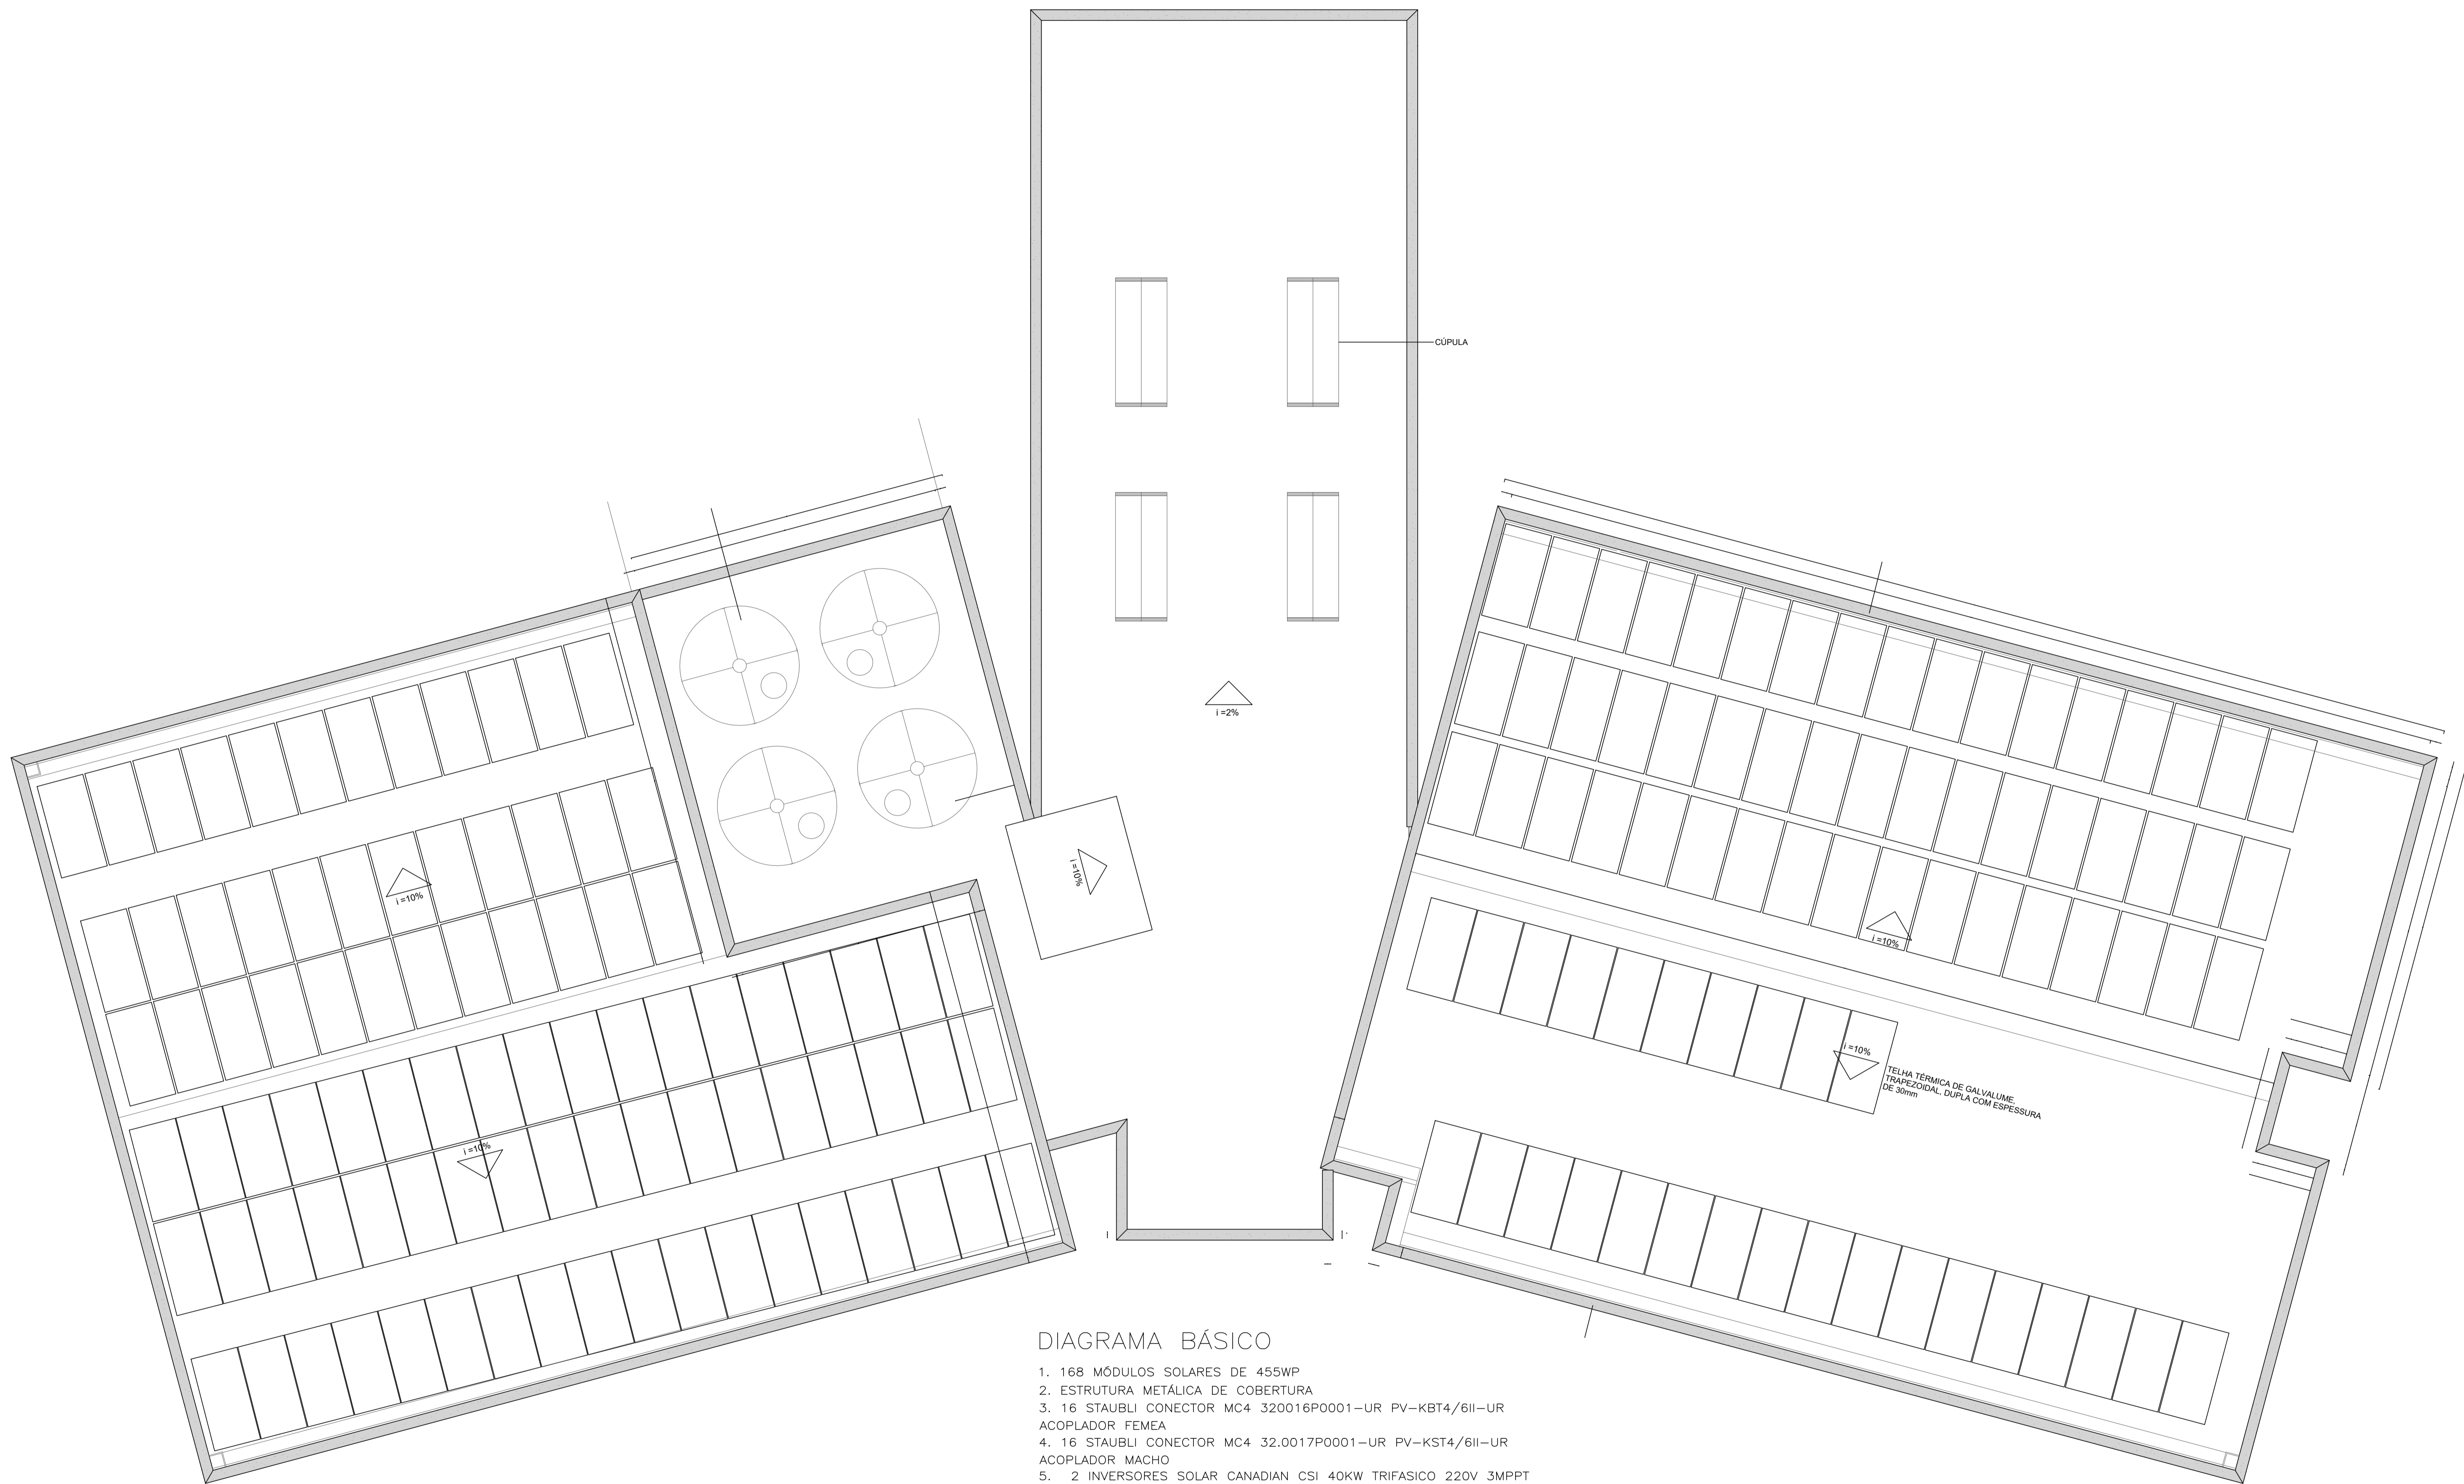 CÚPULA
i =2%
i =10%
i =10%
i =10%
i =10%
i =10%
TELHA TÉRMICA DE GALVALUME,
TRAPEZOIDAL, DUPLA COM ESPESSURA
DE 30mm
DIAGRAMA BÁSICO
1. 168 MÓDULOS SOLARES DE 455WP
2. ESTRUTURA METÁLICA DE COBERTURA
3. 16 STAUBLI CONECTOR MC4 320016P0001-UR PV-KBT4/6II-UR
ACOPLADOR FEMEA
4. 16 STAUBLI CONECTOR MC4 32.0017P0001-UR PV-KST4/6II-UR
ACOPLADOR MACHO
5. 2 INVERSORES SOLAR CANADIAN CSI 40KW TRIFASICO 220V 3MPPT